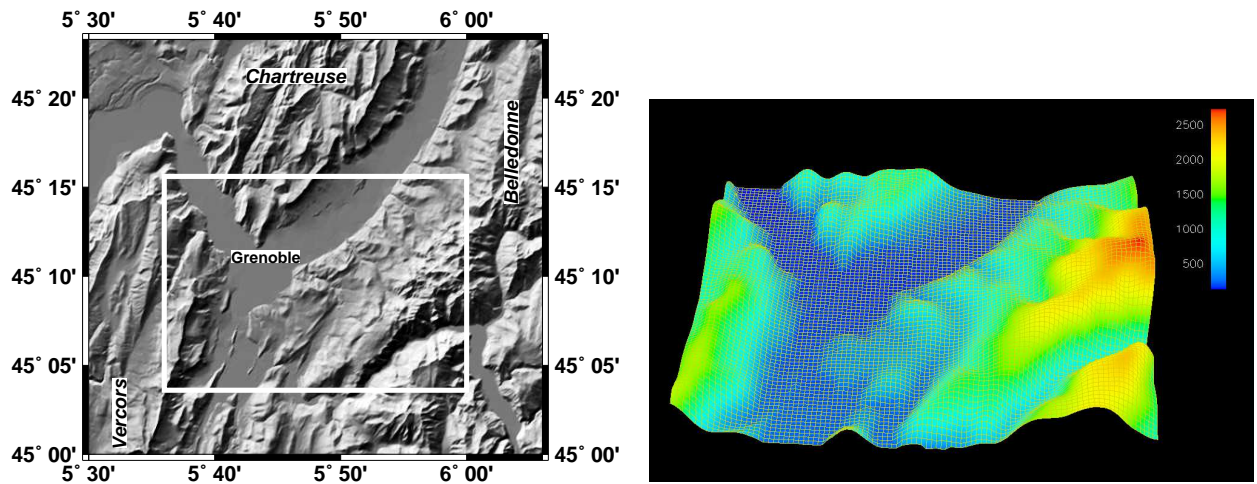 5˚ 30' 5˚ 40' 5˚ 50' 6˚ 00'
Chartreuse
45˚ 20' 45˚ 20'
Belledonne
45˚ 15' 45˚ 15'
Grenoble
45˚ 10' 45˚ 10'
45˚ 05' 45˚ 05'
Vercors
45˚ 00' 45˚ 00'
5˚ 30' 5˚ 40' 5˚ 50' 6˚ 00'
2500
2000
1500
1000
500